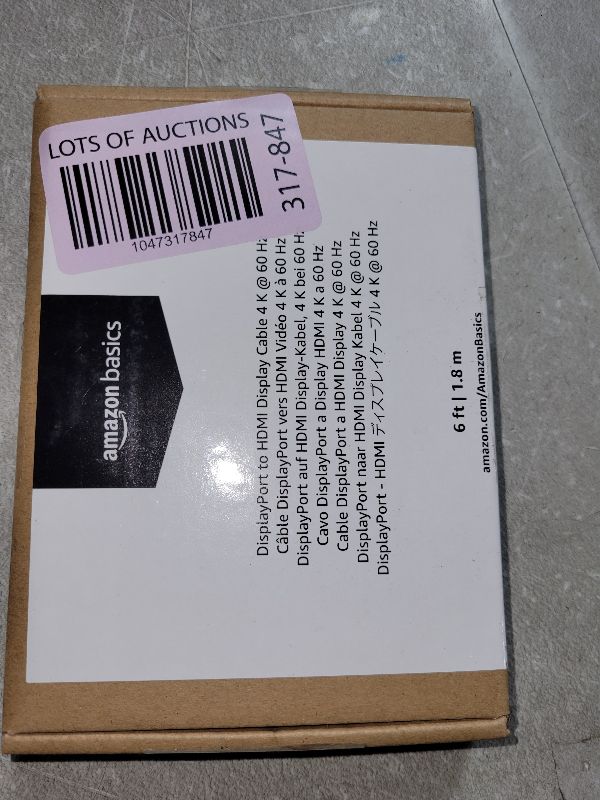 LOTS OF AUCTIONS
1047317847
317-847
amazon basics
DisplayPort to HDMI Display Cable 4 K @ 60 Hz
Câble DisplayPort vers HDMI Vidéo 4 K à 60 Hz
DisplayPort auf HDMI Display-Kabel, 4 K bei 60 Hz
Cavo DisplayPort a Display HDMI 4 K a 60 Hz
Cable DisplayPort a HDMI Display 4 K @ 60 Hz
DisplayPort naar HDMI Display Kabel 4 K @ 60 Hz
DisplayPort - HDMI ディスプレイケーブル 4 K @ 60 Hz
6 ft | 1.8 m
amazon.com/AmazonBasics